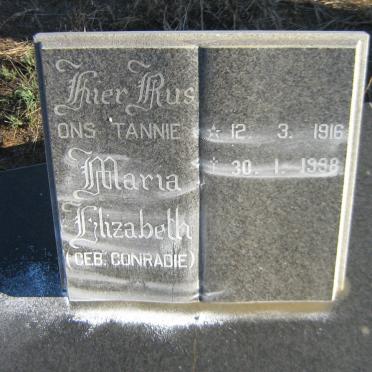 Hier Rus
ONS TANNIE ☆ 12. 3. 1916
Maria † 30. 1. 1998
Elizabeth
(GEB. CONRADIE)